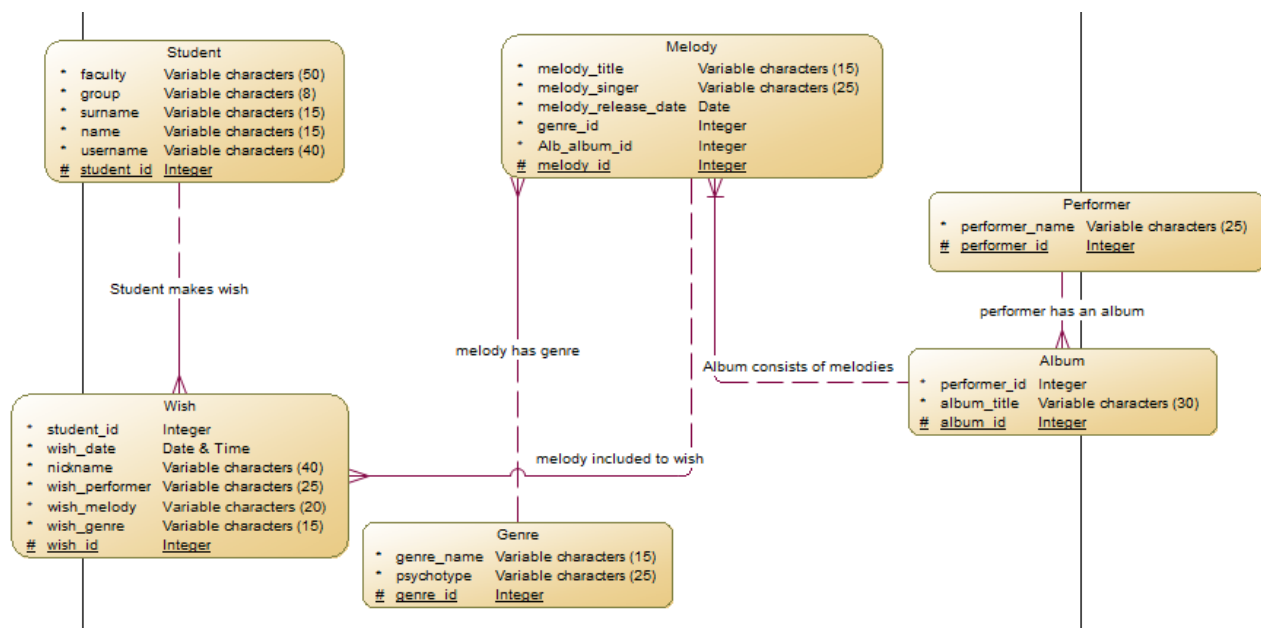 Student
* faculty Variable characters (50)
* group Variable characters (8)
* surname Variable characters (15)
* name Variable characters (15)
* username Variable characters (40)
# student_id Integer
Melody
* melody_title Variable characters (15)
* melody_singer Variable characters (25)
* melody_release_date Date
* genre_id Integer
* Alb_album_id Integer
# melody_id Integer
Performer
* performer_name Variable characters (25)
# performer_id Integer
Student makes wish
performer has an album
melody has genre
Album consists of melodies
Album
* performer_id Integer
* album_title Variable characters (30)
# album_id Integer
Wish
* student_id Integer
* wish_date Date & Time
* nickname Variable characters (40)
* wish_performer Variable characters (25)
* wish_melody Variable characters (20)
* wish_genre Variable characters (15)
# wish_id Integer
melody included to wish
Genre
* genre_name Variable characters (15)
* psychotype Variable characters (25)
# genre_id Integer